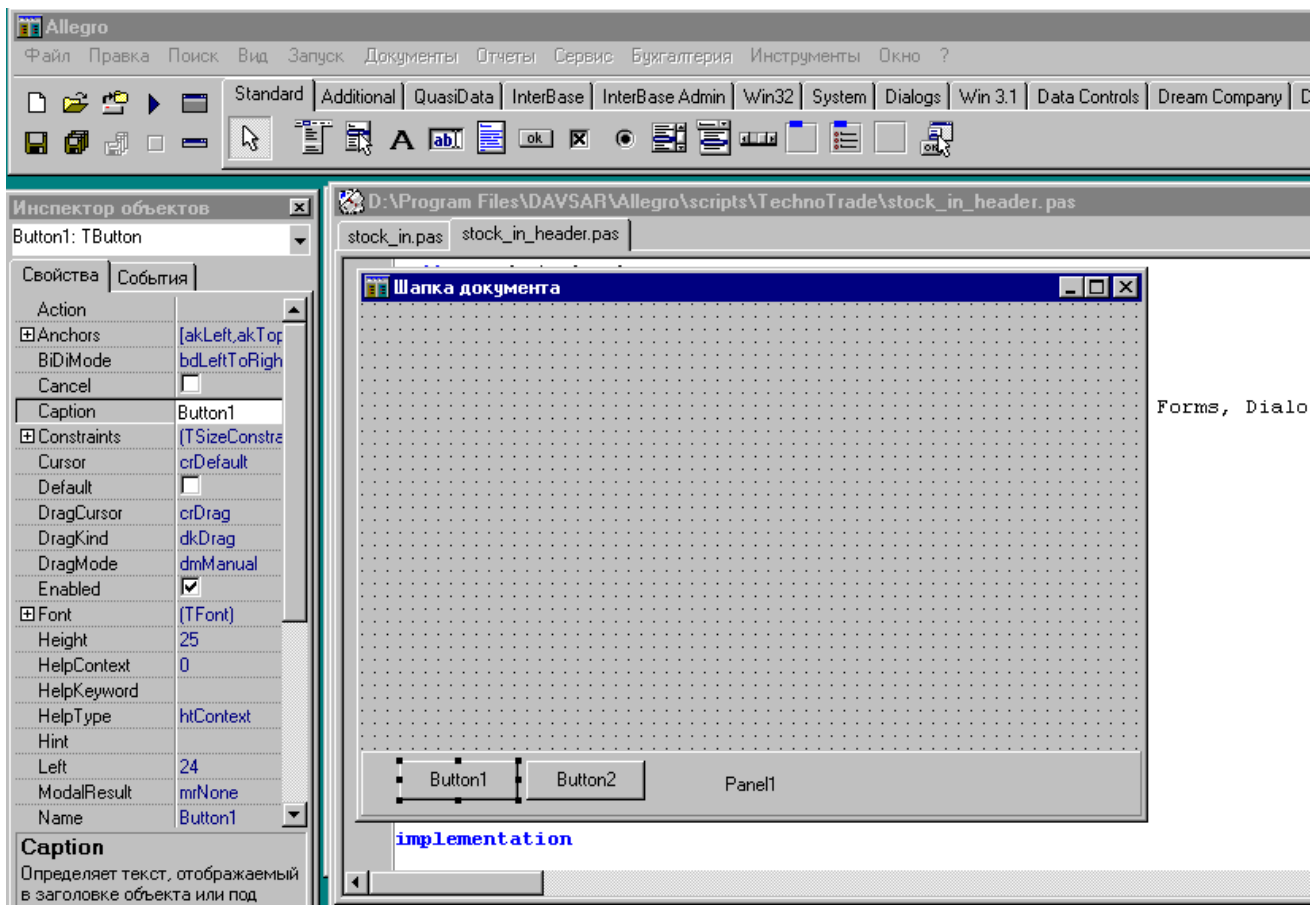 Allegro
Файл Правка Поиск Вид Запуск Документы Отчеты Сервис Бухгалтерия Инструменты Окно ?
Standard Additional QuasiData InterBase InterBase Admin Win32 System Dialogs Win 3.1 Data Controls Dream Company D
A ab ok OK
Инспектор объектов
Button1: TButton
Свойства События
Action
Anchors [akLeft,akTop
BiDiMode bdLeftToRigh
Cancel
Caption Button1
Constraints (TSizeConstra
Cursor crDefault
Default
DragCursor crDrag
DragKind dkDrag
DragMode dmManual
Enabled
Font (TFont)
Height 25
HelpContext 0
HelpKeyword
HelpType htContext
Hint
Left 24
ModalResult mrNone
Name Button1
Caption
Определяет текст, отображаемый
в заголовке объекта или под
D:\Program Files\DAVSAR\Allegro\scripts\TechnoTrade\stock_in_header.pas
stock_in.pas stock_in_header.pas
Шапка документа
Forms, Dialo
Button1 Button2 Panel1
implementation